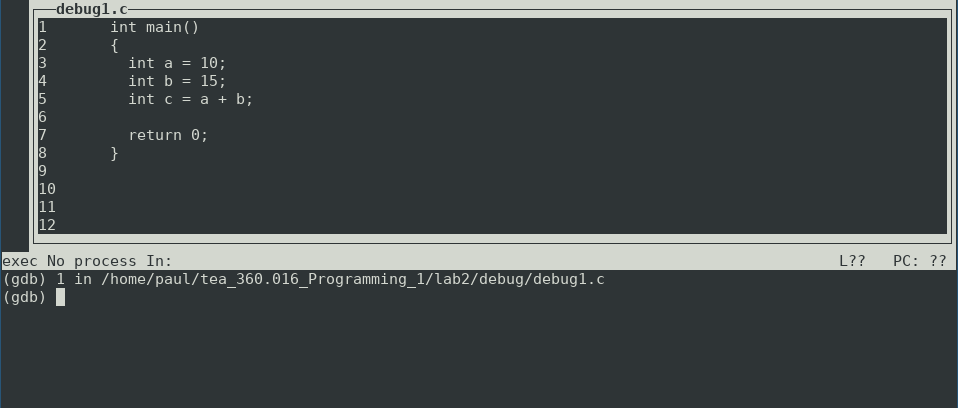 debug1.c
1       int main()
2       {
3         int a = 10;
4         int b = 15;
5         int c = a + b;
6
7         return 0;
8       }
9
10
11
12
exec No process In:                                                                          L??   PC: ??
(gdb) 1 in /home/paul/tea_360.016_Programming_1/lab2/debug/debug1.c
(gdb)